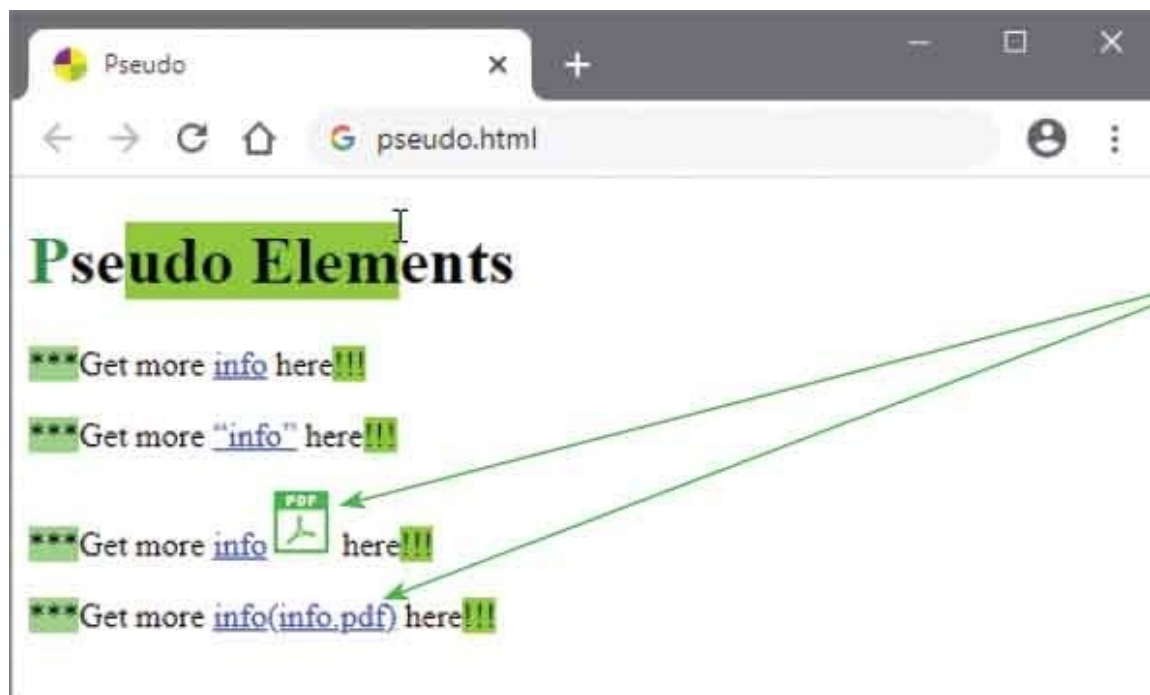 Pseudo
pseudo.html
Pseudo Elements
***Get more info here!!!
***Get more “info” here!!!
PDF
***Get more info here!!!
***Get more info(info.pdf) here!!!